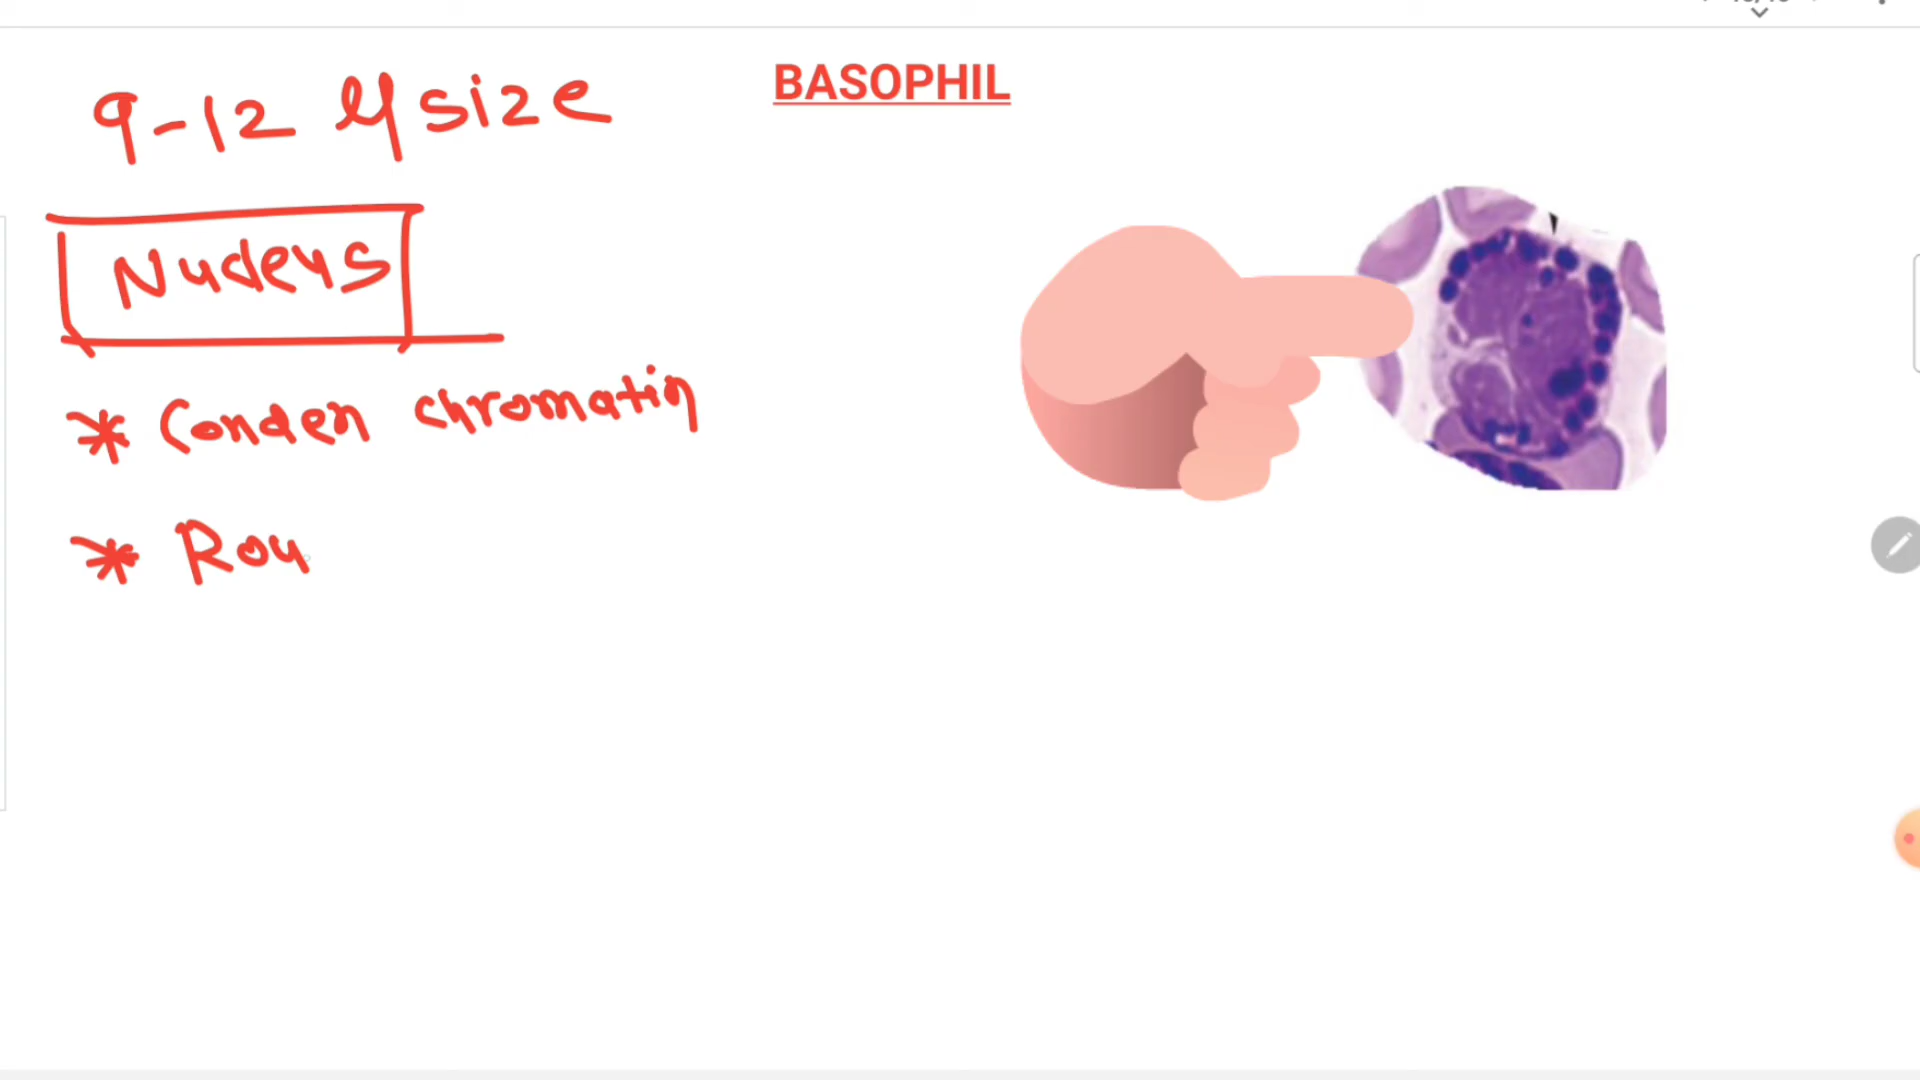 BASOPHIL
9-12 μ size
Nucleus
* Conden chromatin
* Rou